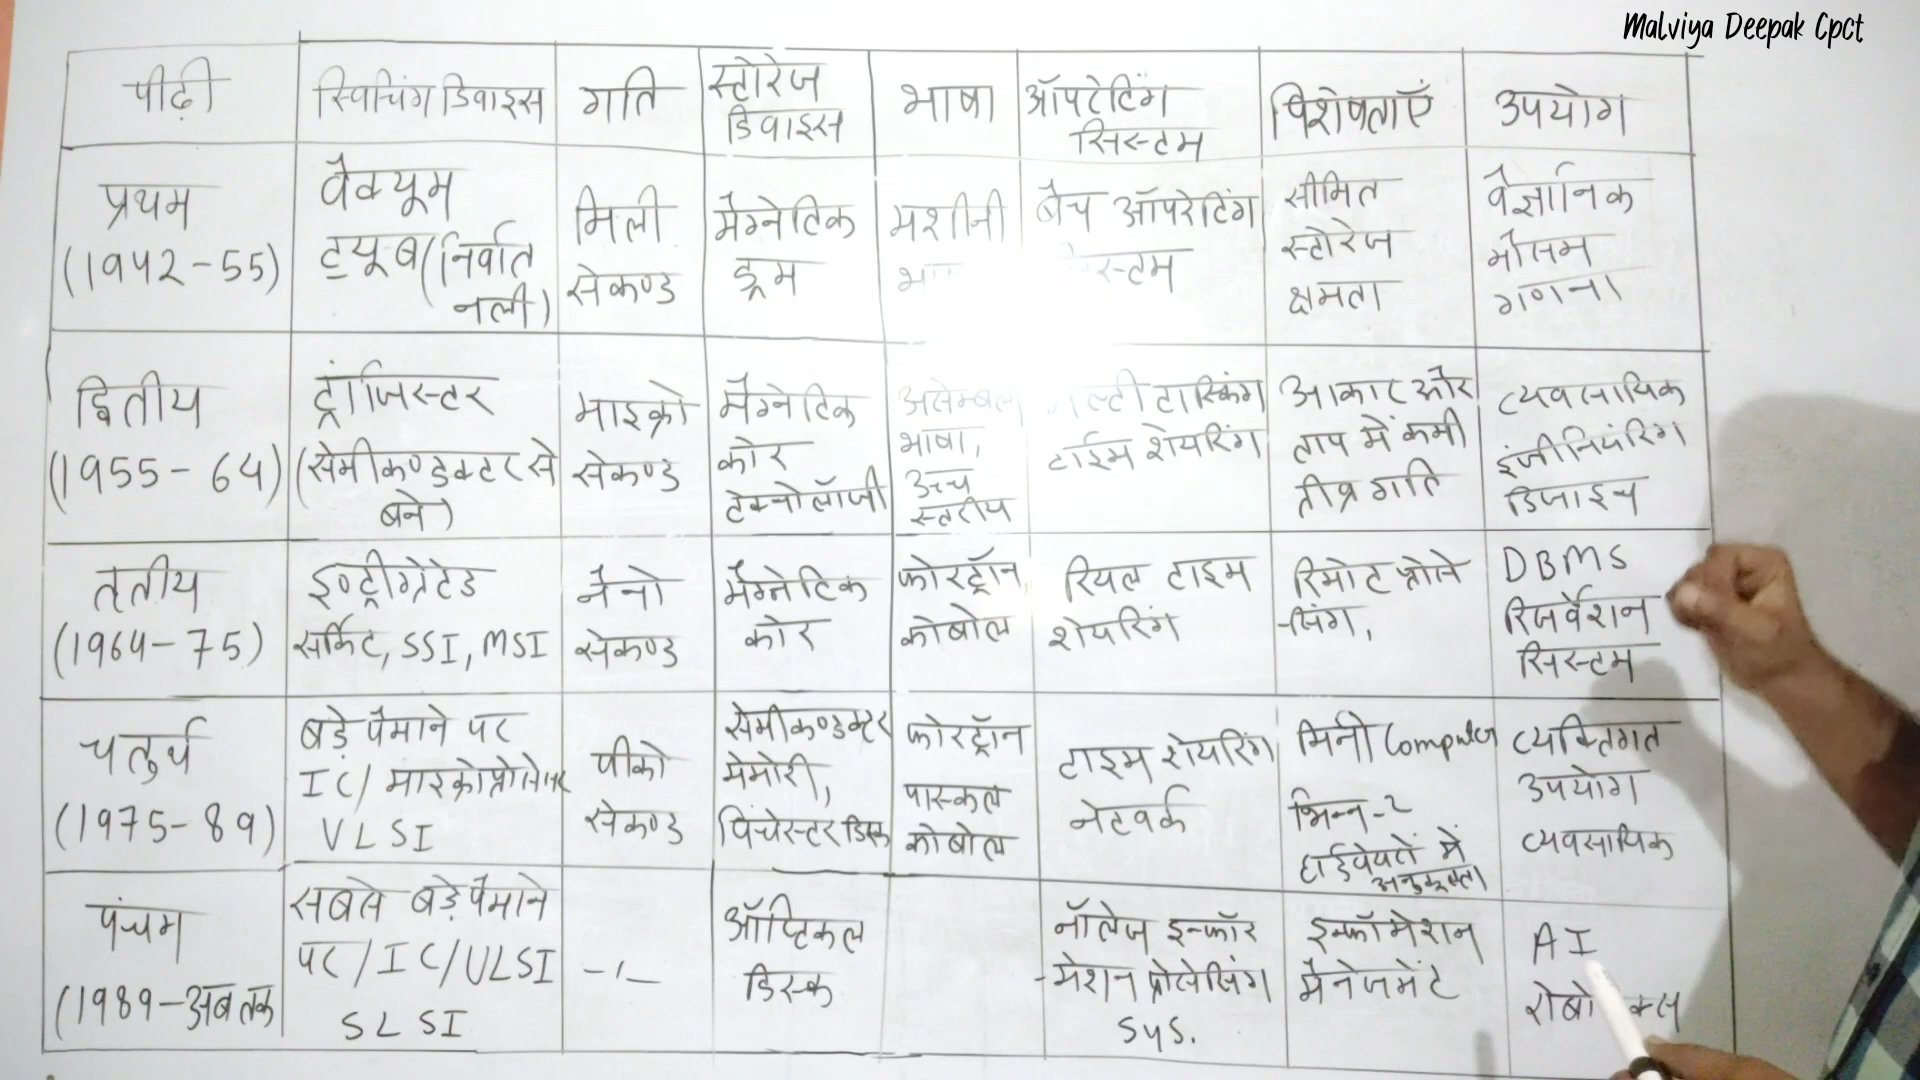 Malviya Deepak Cpct
पीढ़ी स्विचिंग डिवाइस गति स्टोरेज डिवाइस भाषा ऑपरेटिंग सिस्टम विशेषताएँ उपयोग
प्रथम (1942-55) वैक्यूम ट्यूब (निर्वात नली) मिली सेकण्ड मैग्नेटिक ड्रम मशीनी बैच ऑपरेटिंग सीमित स्टोरेज क्षमता वैज्ञानिक मौसम गणना
द्वितीय (1955-64) ट्रांजिस्टर (सेमीकण्डक्टर से बने) माइक्रो सेकण्ड मैग्नेटिक कोर टेक्नोलॉजी असेम्बली भाषा, उच्च स्तरीय टास्किंग टाईम शेयरिंग आकार और ताप में कमी तीव्र गति व्यवसायिक इंजीनियरिंग डिजाइन
तृतीय (1964-75) इण्ट्रीग्रेटेड सर्किट, SSI, MSI नैनो सेकण्ड मैग्नेटिक कोर फोरट्रॉन, कोबोल रियल टाइम शेयरिंग रिमोट प्रोसे -सिंग, DBMS रिजर्वेशन सिस्टम
चतुर्थ (1975-89) बड़े पैमाने पर IC/ माइक्रोप्रोसेसर VLSI पीको सेकण्ड सेमीकण्डक्टर मेमोरी, विंचेस्टर डिस्क फोरट्रॉन पास्कल कोबोल टाइम शेयरिंग नेटवर्क मिनी Computer भिन्न-2 हार्डवेयरों में व्यक्तिगत उपयोग व्यवसायिक
पंचम (1989-अब तक सबसे बड़े पैमाने पर/IC/ULSI SLSI -।- ऑप्टिकल डिस्क नॉलेज इन्फॉर -मेशन प्रोसेसिंग Sys. इन्फॉर्मेशन मैनेजमेंट AI